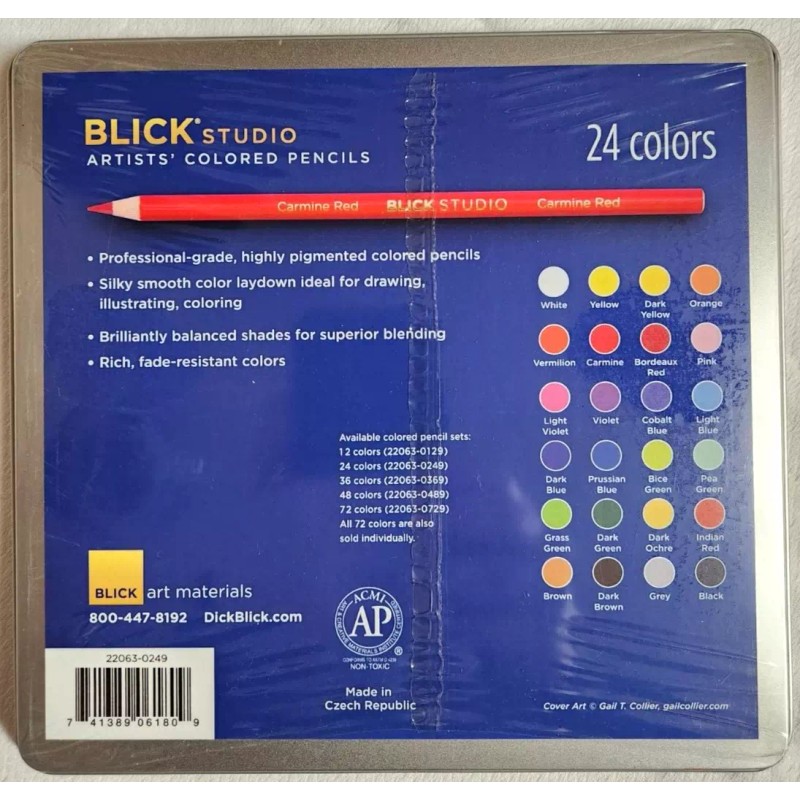 BLICK® STUDIO
ARTISTS' COLORED PENCILS
24 colors
Carmine Red BLICK STUDIO Carmine Red
• Professional-grade, highly pigmented colored pencils
• Silky smooth color laydown ideal for drawing,
illustrating, coloring
• Brilliantly balanced shades for superior blending
• Rich, fade-resistant colors
White Yellow Dark Yellow Orange
Vermilion Carmine Bordeaux Red Pink
Light Violet Violet Cobalt Blue Light Blue
Dark Blue Prussian Blue Bice Green Pea Green
Grass Green Dark Green Dark Ochre Indian Red
Brown Dark Brown Grey Black
Available colored pencil sets:
12 colors (22063-0129)
24 colors (22063-0249)
36 colors (22063-0369)
48 colors (22063-0489)
72 colors (22063-0729)
All 72 colors are also
sold individually.
BLICK art materials
800-447-8192 DickBlick.com
ACMI
AP
®
CONFORMS TO ASTM D 4236
NON-TOXIC
22063-0249
7 41389 06180 9
Made in
Czech Republic
Cover Art © Gail T. Collier, gailcollier.com